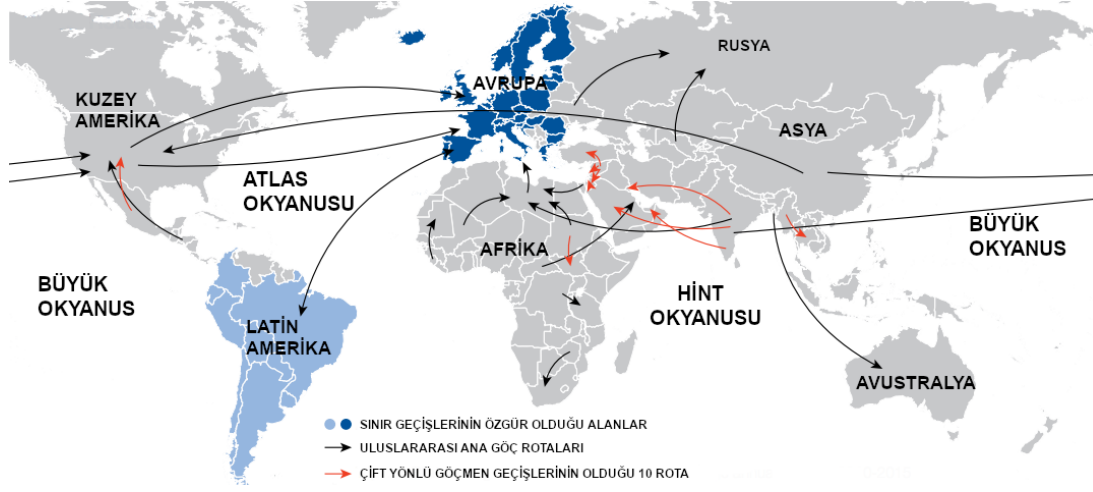 RUSYA
AVRUPA
KUZEY
AMERİKA
ASYA
ATLAS
OKYANUSU
BÜYÜK
OKYANUS
AFRİKA
BÜYÜK
OKYANUS
HİNT
OKYANUSU
LATİN
AMERİKA
AVUSTRALYA
SINIR GEÇİŞLERİNİN ÖZGÜR OLDUĞU ALANLAR
ULUSLARARASI ANA GÖÇ ROTALARI
ÇİFT YÖNLÜ GÖÇMEN GEÇİŞLERİNİN OLDUĞU 10 ROTA